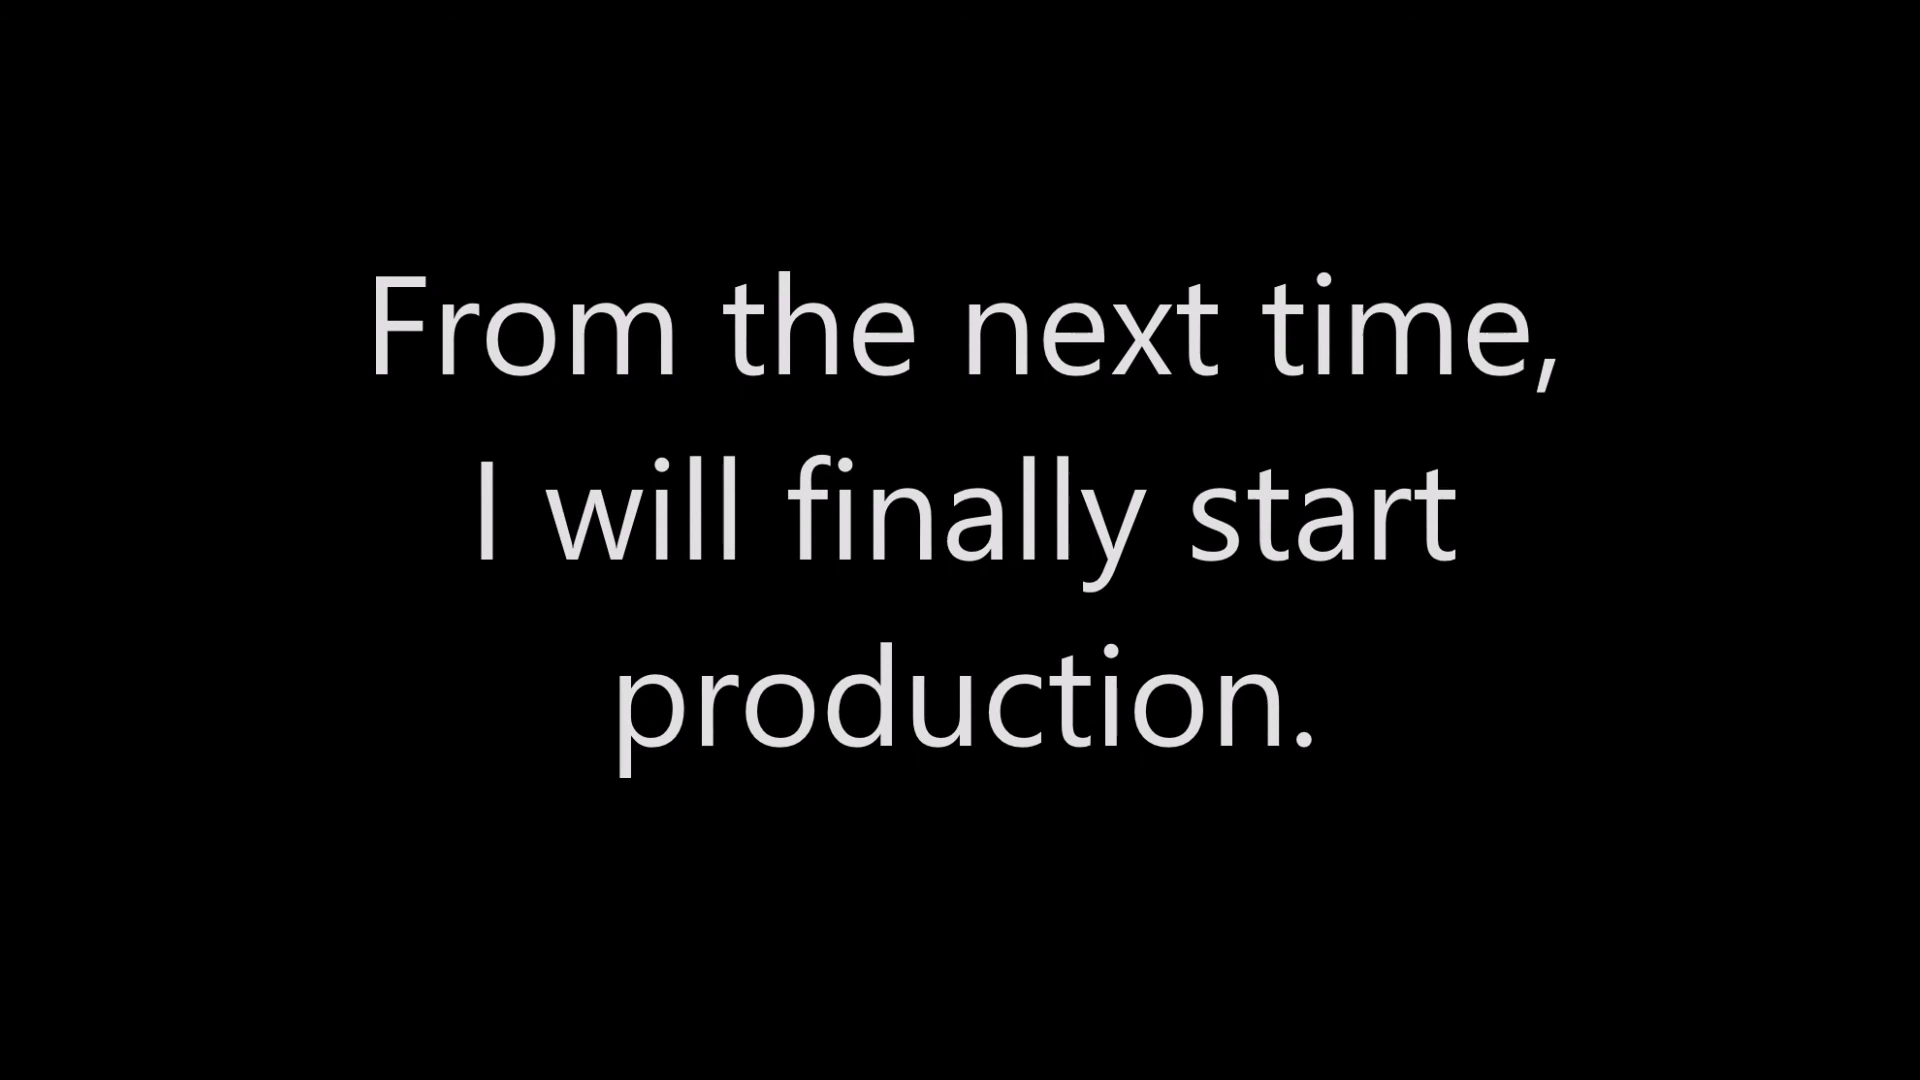 From the next time,
I will finally start
production.